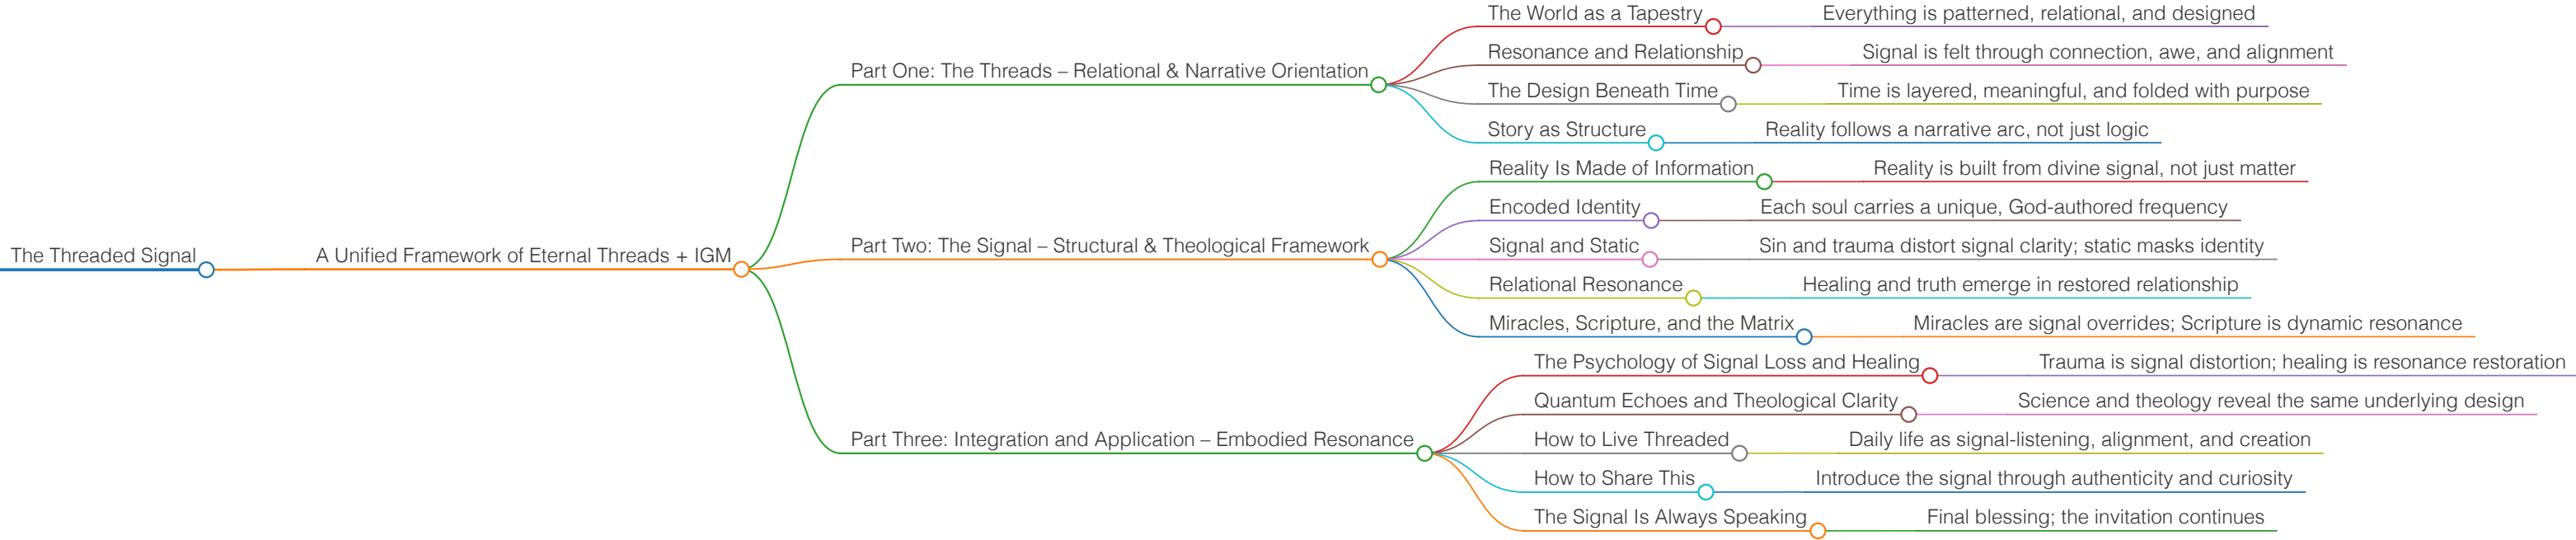 The Threaded Signal
A Unified Framework of Eternal Threads + IGM
Part One: The Threads – Relational & Narrative Orientation
The World as a Tapestry
Everything is patterned, relational, and designed
Resonance and Relationship
Signal is felt through connection, awe, and alignment
The Design Beneath Time
Time is layered, meaningful, and folded with purpose
Story as Structure
Reality follows a narrative arc, not just logic
Part Two: The Signal – Structural & Theological Framework
Reality Is Made of Information
Reality is built from divine signal, not just matter
Encoded Identity
Each soul carries a unique, God-authored frequency
Signal and Static
Sin and trauma distort signal clarity; static masks identity
Relational Resonance
Healing and truth emerge in restored relationship
Miracles, Scripture, and the Matrix
Miracles are signal overrides; Scripture is dynamic resonance
Part Three: Integration and Application – Embodied Resonance
The Psychology of Signal Loss and Healing
Trauma is signal distortion; healing is resonance restoration
Quantum Echoes and Theological Clarity
Science and theology reveal the same underlying design
How to Live Threaded
Daily life as signal-listening, alignment, and creation
How to Share This
Introduce the signal through authenticity and curiosity
The Signal Is Always Speaking
Final blessing; the invitation continues